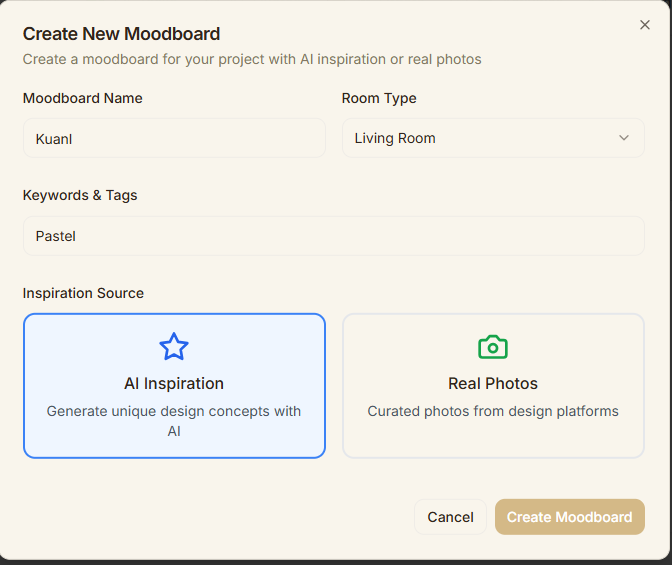 Create New Moodboard
Create a moodboard for your project with AI inspiration or real photos
Moodboard Name
Room Type
Kuanl
Living Room
Keywords & Tags
Pastel
Inspiration Source
AI Inspiration
Generate unique design concepts with
AI
Real Photos
Curated photos from design platforms
Cancel
Create Moodboard